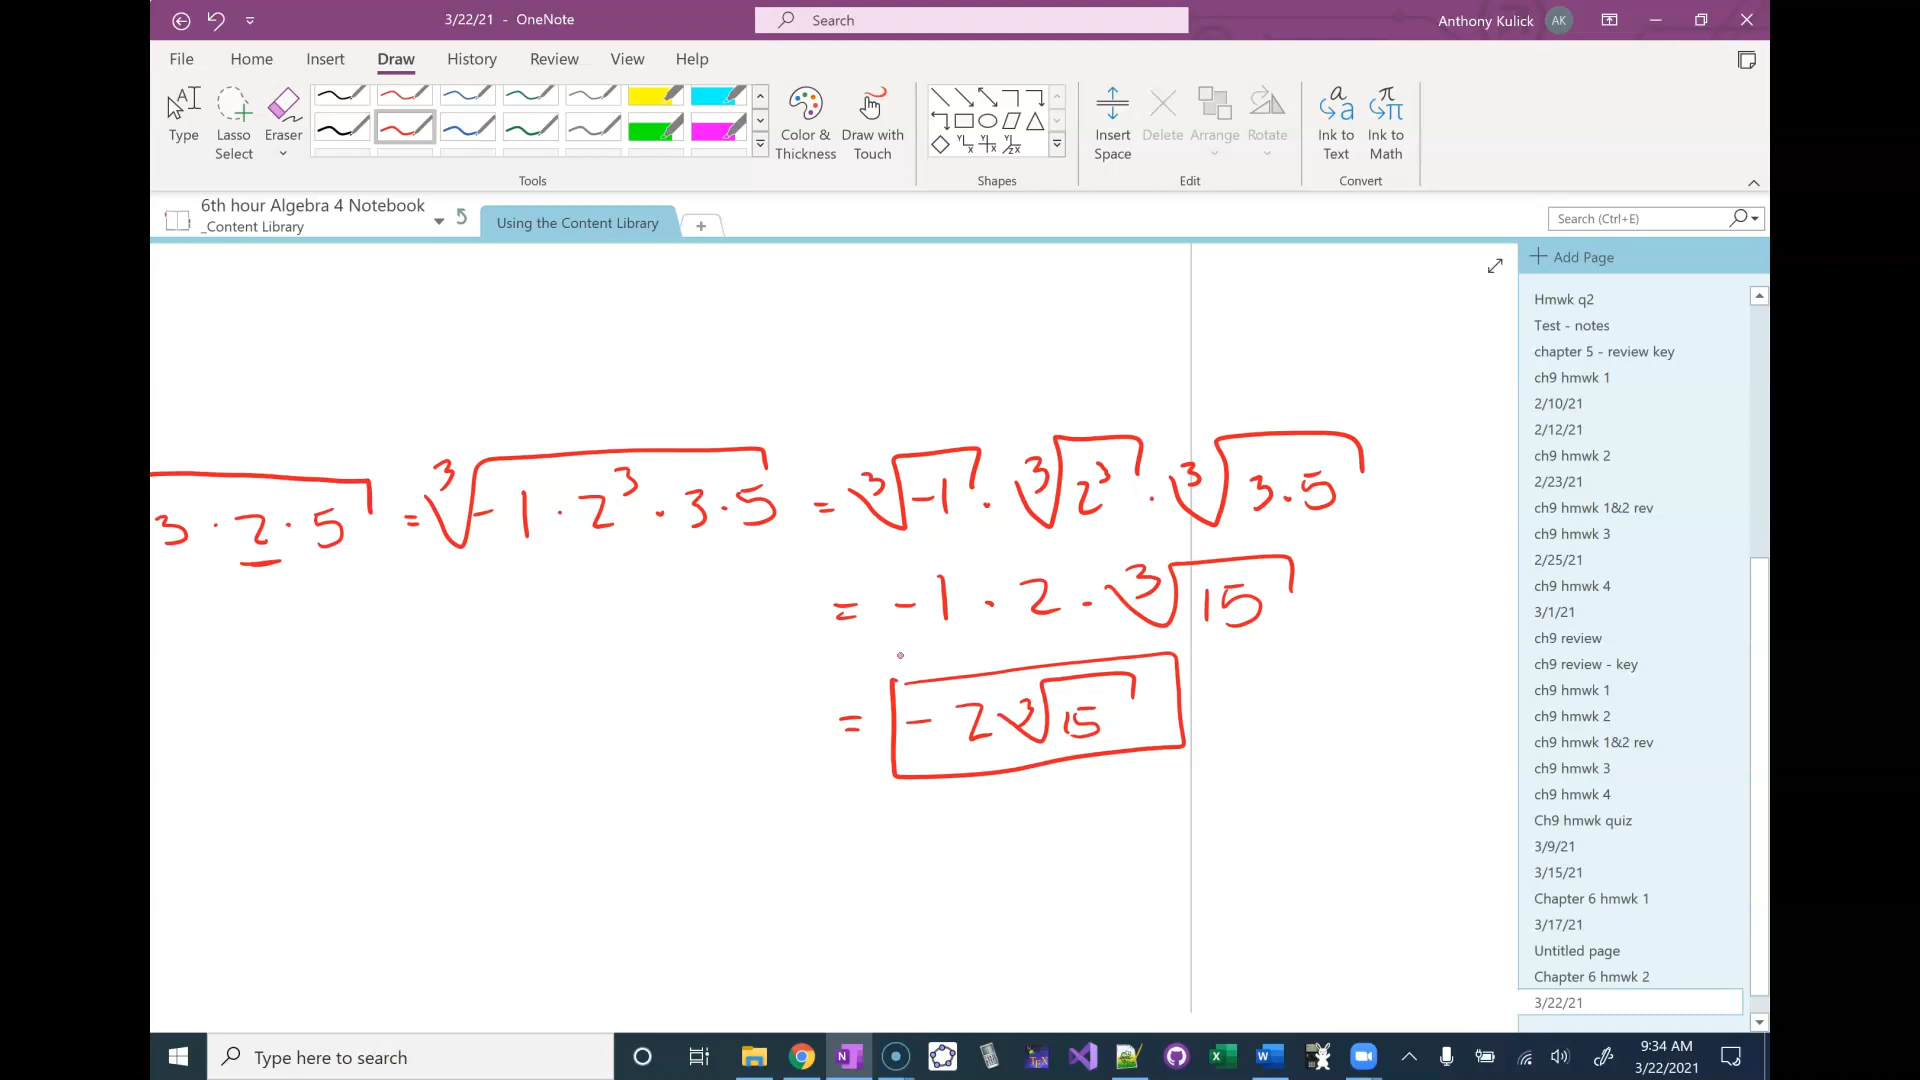 3/22/21 - OneNote
Search
Anthony Kulick AK
File Home Insert Draw History Review View Help
Type
Lasso Select
Eraser
Color & Thickness
Draw with Touch
Insert Space
Delete
Arrange
Rotate
Ink to Text
Ink to Math
Tools Shapes Edit Convert
6th hour Algebra 4 Notebook
_Content Library
Using the Content Library
Search (Ctrl+E)
Add Page
Hmwk q2
Test - notes
chapter 5 - review key
ch9 hmwk 1
2/10/21
2/12/21
ch9 hmwk 2
2/23/21
ch9 hmwk 1&2 rev
ch9 hmwk 3
2/25/21
ch9 hmwk 4
3/1/21
ch9 review
ch9 review - key
ch9 hmwk 1
ch9 hmwk 2
ch9 hmwk 1&2 rev
ch9 hmwk 3
ch9 hmwk 4
Ch9 hmwk quiz
3/9/21
3/15/21
Chapter 6 hmwk 1
3/17/21
Untitled page
Chapter 6 hmwk 2
3/22/21
3 · 2 · 5 = ∛(-1 · 2³ · 3 · 5) = ∛(-1) · ∛(2³) · ∛(3 · 5)
= -1 · 2 · ∛15
= -2∛15
Type here to search
9:34 AM
3/22/2021